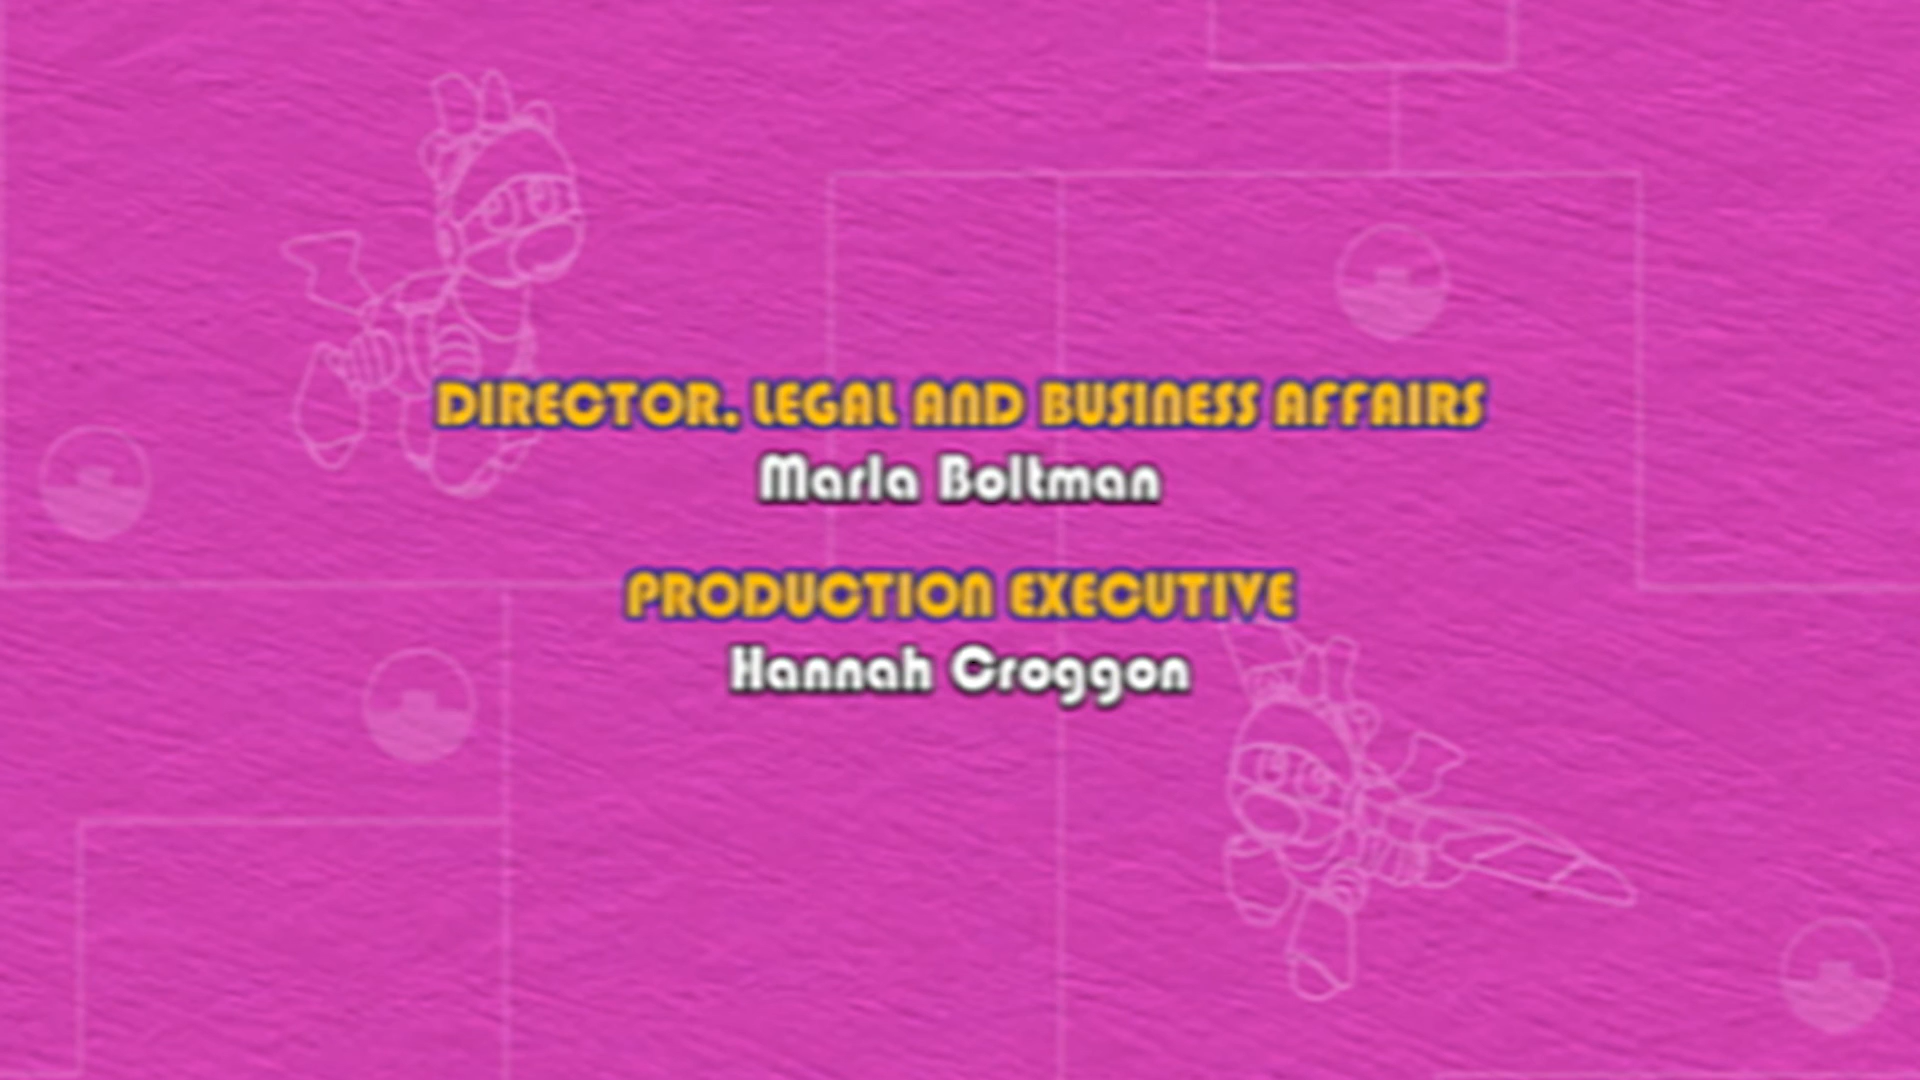 DIRECTOR, LEGAL AND BUSINESS AFFAIRS
Marla Boltman
PRODUCTION EXECUTIVE
Hannah Croggon